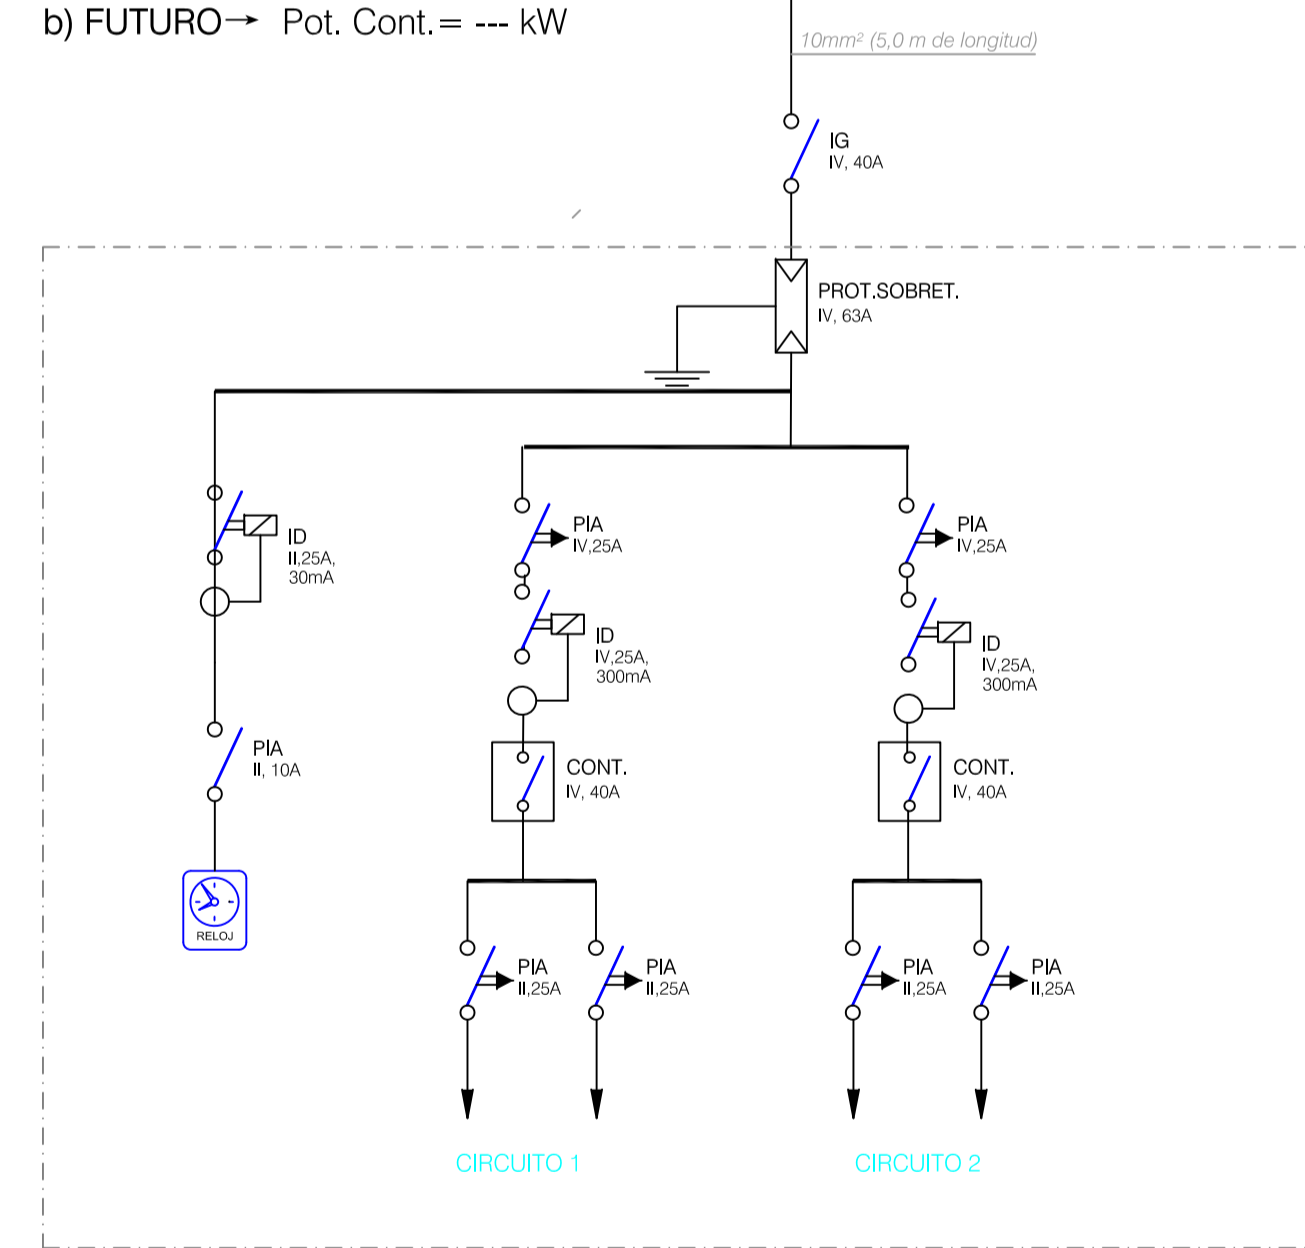 b) FUTURO→ Pot. Cont.= --- kW
10mm² (5,0 m de longitud)
IG
IV, 40A
PROT.SOBRET.
IV, 63A
ID
II,25A,
30mA
PIA
II, 10A
RELOJ
PIA
IV,25A
ID
IV,25A,
300mA
CONT.
IV, 40A
PIA
II,25A
PIA
II,25A
CIRCUITO 1
PIA
IV,25A
ID
IV,25A,
300mA
CONT.
IV, 40A
PIA
II,25A
PIA
II,25A
CIRCUITO 2